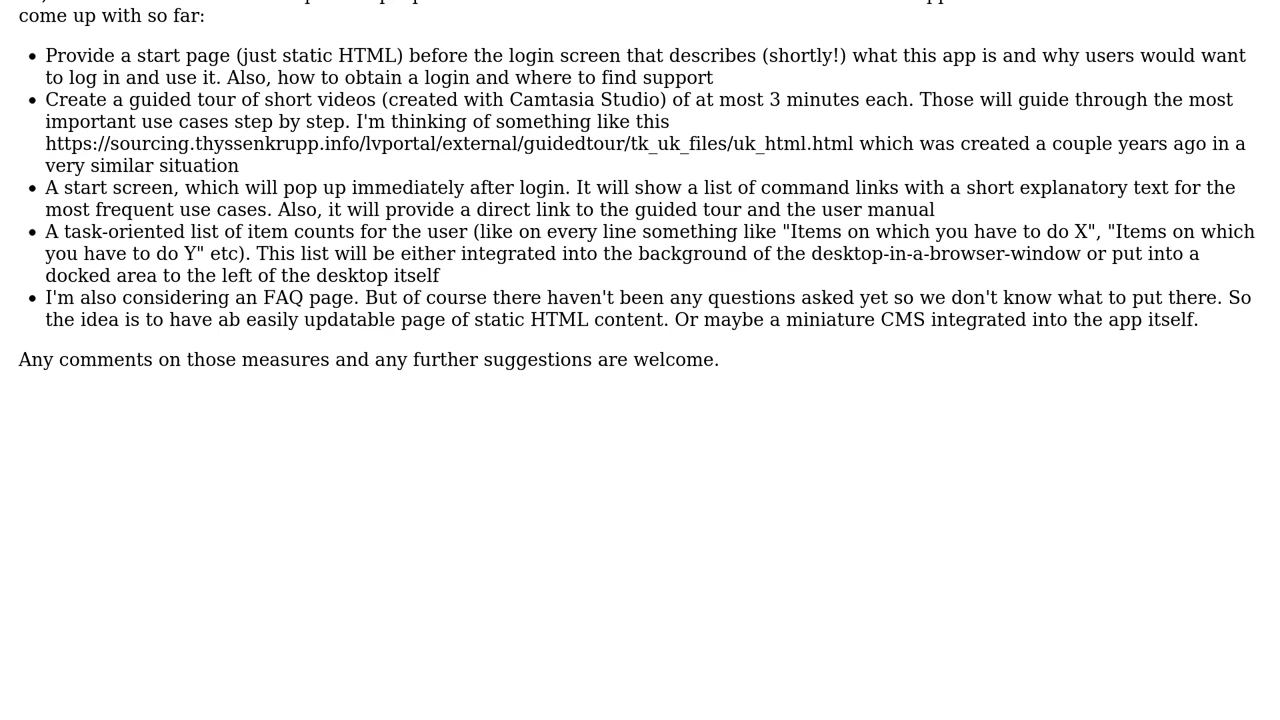 come up with so far:
Provide a start page (just static HTML) before the login screen that describes (shortly!) what this app is and why users would want
to log in and use it. Also, how to obtain a login and where to find support
Create a guided tour of short videos (created with Camtasia Studio) of at most 3 minutes each. Those will guide through the most
important use cases step by step. I'm thinking of something like this
https://sourcing.thyssenkrupp.info/lvportal/external/guidedtour/tk_uk_files/uk_html.html which was created a couple years ago in a
very similar situation
A start screen, which will pop up immediately after login. It will show a list of command links with a short explanatory text for the
most frequent use cases. Also, it will provide a direct link to the guided tour and the user manual
A task-oriented list of item counts for the user (like on every line something like "Items on which you have to do X", "Items on which
you have to do Y" etc). This list will be either integrated into the background of the desktop-in-a-browser-window or put into a
docked area to the left of the desktop itself
I'm also considering an FAQ page. But of course there haven't been any questions asked yet so we don't know what to put there. So
the idea is to have ab easily updatable page of static HTML content. Or maybe a miniature CMS integrated into the app itself.
Any comments on those measures and any further suggestions are welcome.